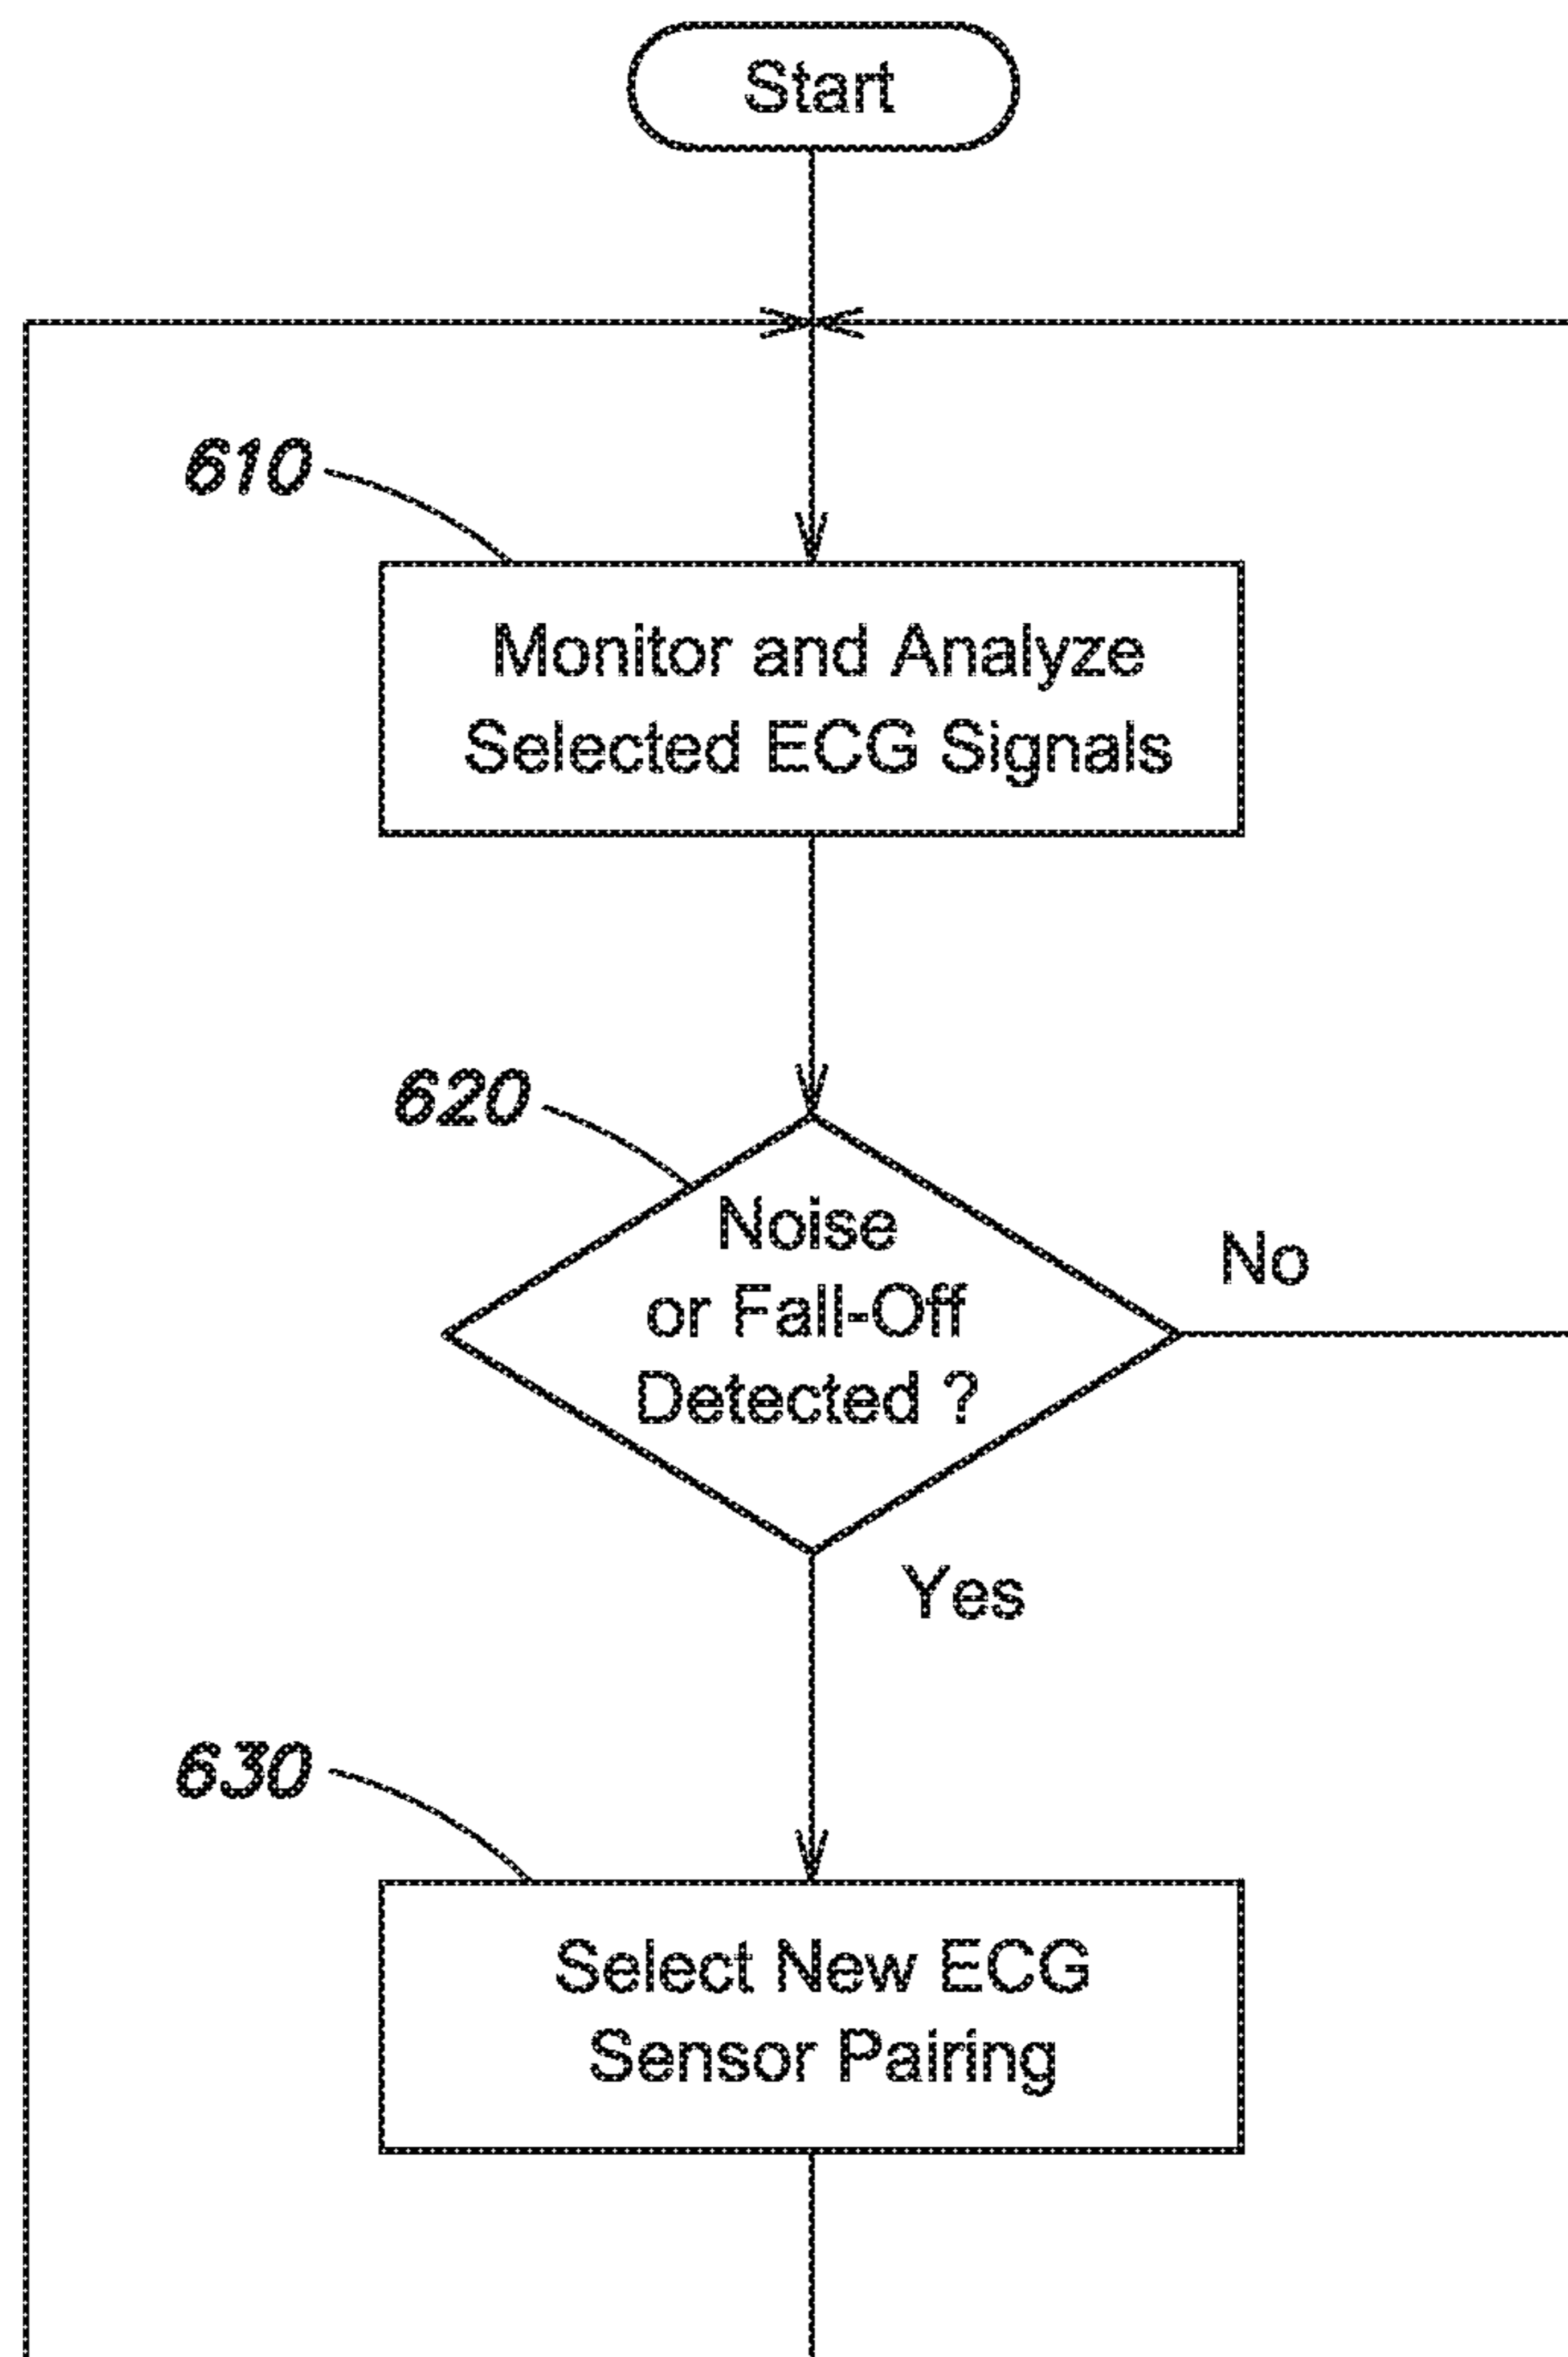 Start
610
Monitor and Analyze
Selected ECG Signals
620
Noise
or Fall-Off
Detected ?
No
Yes
630
Select New ECG
Sensor Pairing